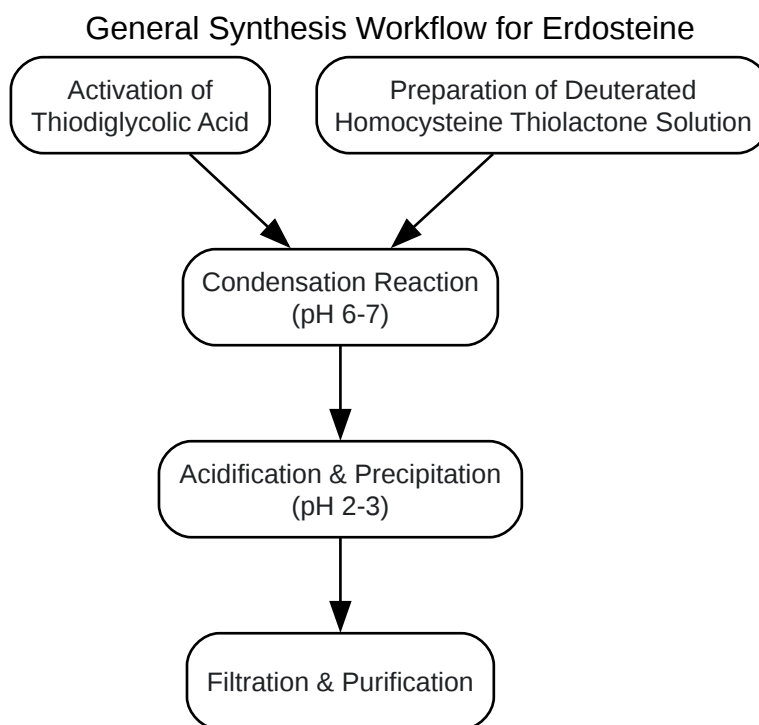 General Synthesis Workflow for Erdosteine
Activation of
Thiodiglycolic Acid
Preparation of Deuterated
Homocysteine Thiolactone Solution
Condensation Reaction
(pH 6-7)
Acidification & Precipitation
(pH 2-3)
Filtration & Purification